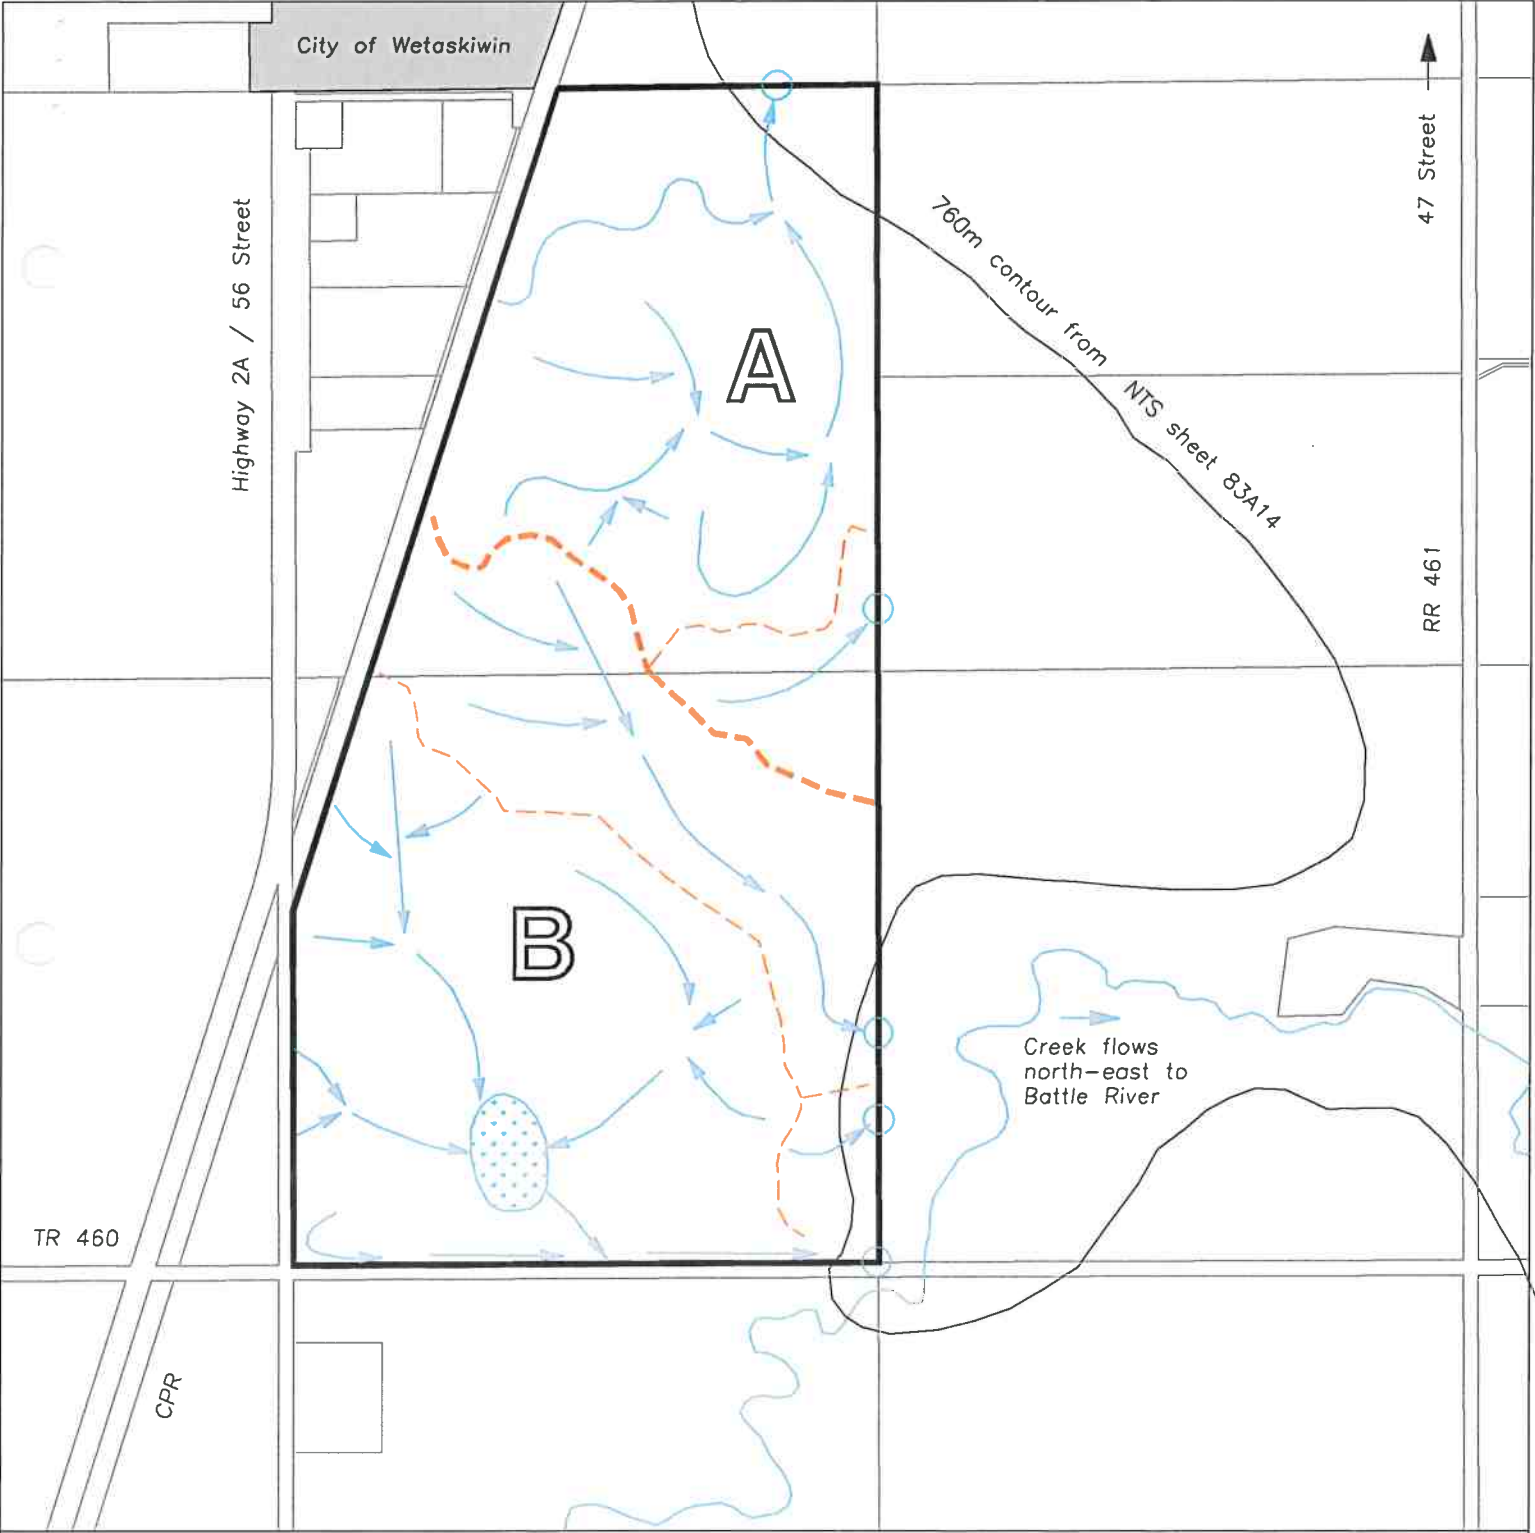 City of Wetaskiwin
47 Street
Highway 2A / 56 Street
760m contour from NTS sheet 83A14
A
RR 461
B
Creek flows
north-east to
Battle River
TR 460
CPR